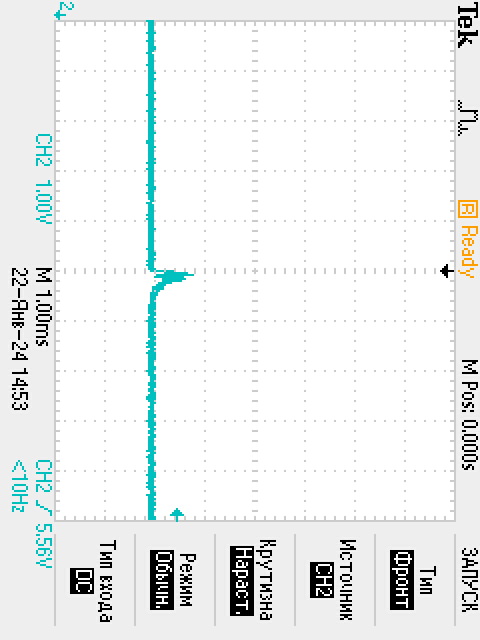 Tek
R Ready
M Pos: 0.000s
ЗАПУСК
Тип
Фронт
Источник
CH2
Крутизна
Нараст.
Режим
Обычн.
Тип входа
DC
2
CH2 1.00V
M 1.00ms
CH2 5.56V
22-Янв-24 14:53
<10Hz